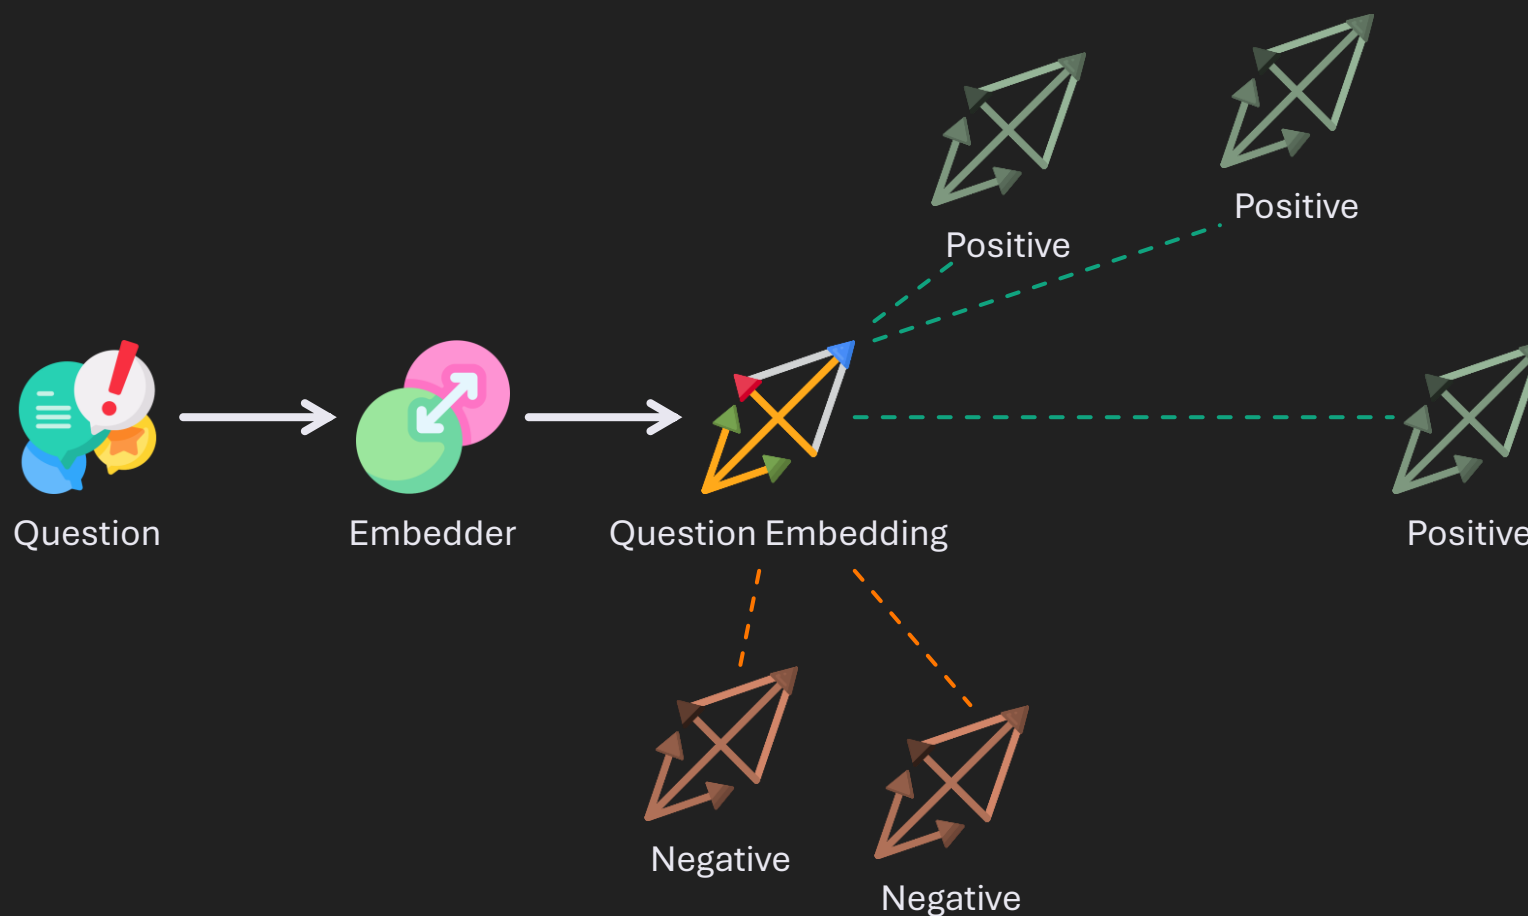 Positive
Positive
Question
Embedder
Question Embedding
Positive
Negative
Negative